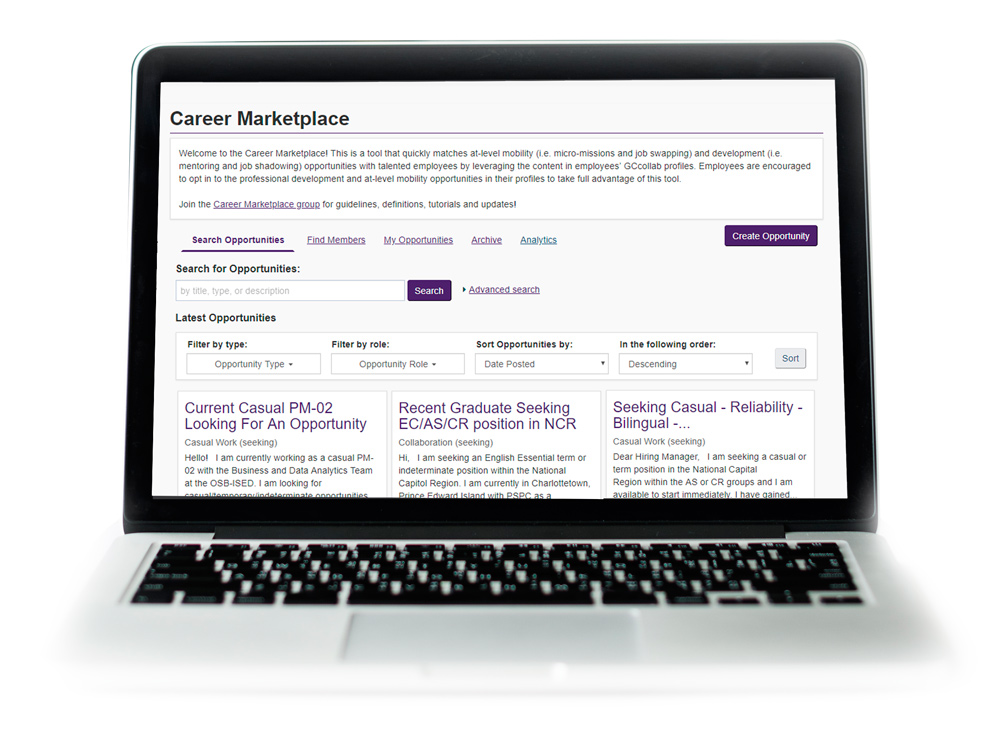 Career Marketplace
Welcome to the Career Marketplace! This is a tool that quickly matches at-level mobility (i.e. micro-missions and job swapping) and development (i.e.
mentoring and job shadowing) opportunities with talented employees by leveraging the content in employees' GCcollab profiles. Employees are encouraged
to opt in to the professional development and at-level mobility opportunities in their profiles to take full advantage of this tool.
Join the Career Marketplace group for guidelines, definitions, tutorials and updates!
Search Opportunities Find Members My Opportunities Archive Analytics Create Opportunity
Search for Opportunities:
by title, type, or description Search Advanced search
Latest Opportunities
Filter by type: Filter by role: Sort Opportunities by: In the following order:
Opportunity Type Opportunity Role Date Posted Descending Sort
Current Casual PM-02
Looking For An Opportunity
Casual Work (seeking)
Hello! I am currently working as a casual PM-
02 with the Business and Data Analytics Team
at the OSB-ISED. I am looking for
casual/temporary/indeterminate opportunities
Recent Graduate Seeking
EC/AS/CR position in NCR
Collaboration (seeking)
Hi, I am seeking an English Essential term or
indeterminate position within the National
Capital Region. I am currently in Charlottetown,
Prince Edward Island with PSPC as a
Seeking Casual - Reliability -
Bilingual -...
Casual Work (seeking)
Dear Hiring Manager, I am seeking a casual or
term position in the National Capital
Region within the AS or CR groups and I am
available to start immediately. I have gained...